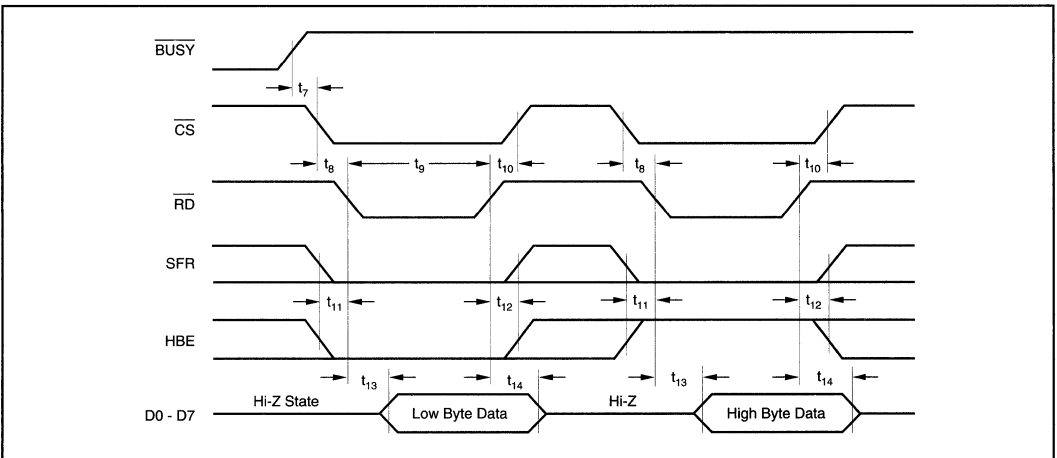 BUSY
t7
CS
t8 t9 t10 t8 t10
RD
SFR
t11 t12 t11 t12
HBE
t13 t14 t13 t14
Hi-Z State Hi-Z
D0 - D7 Low Byte Data High Byte Data